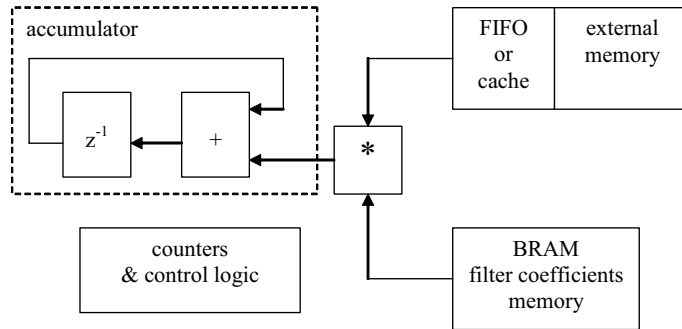 accumulator
z-1
+
*
FIFO
or
cache
external
memory
counters
& control logic
BRAM
filter coefficients
memory